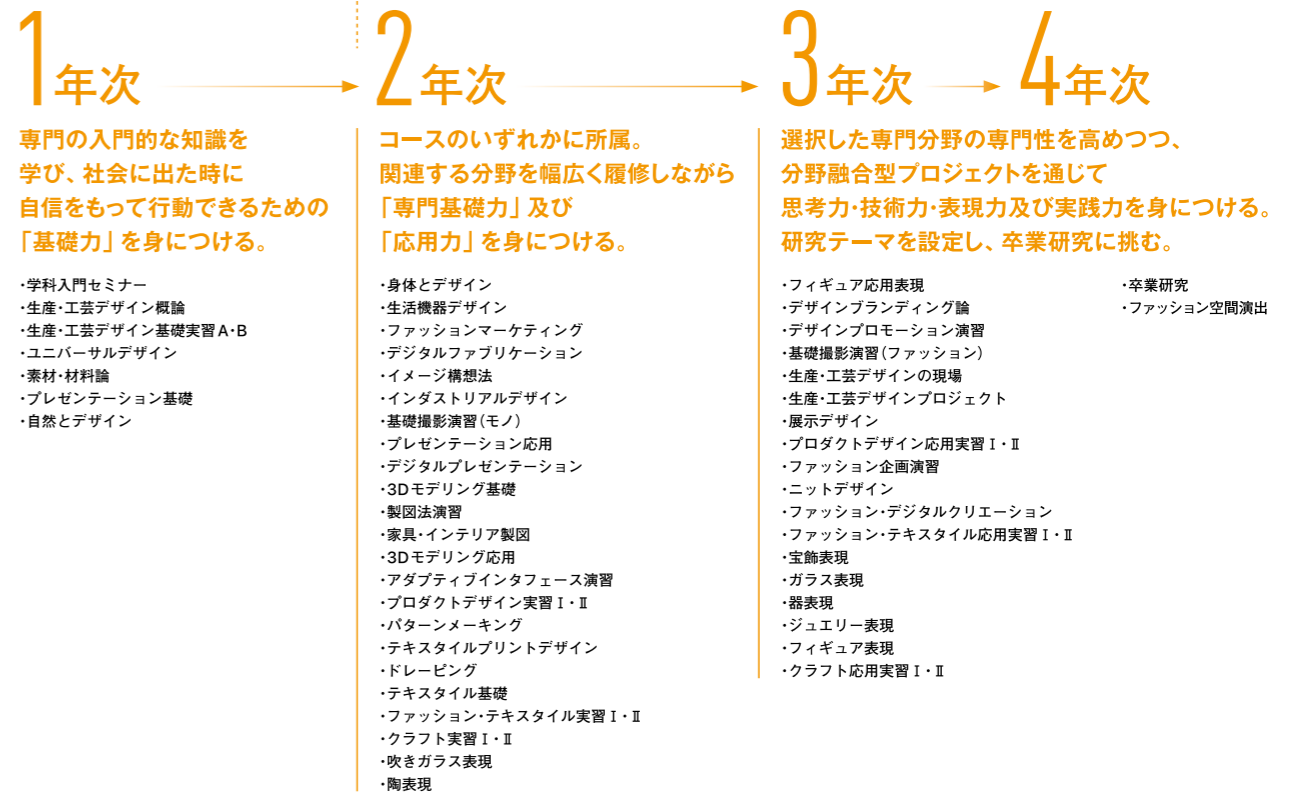 1年次
専門の入門的な知識を
学び、社会に出た時に
自信をもって行動できるための
「基礎力」を身につける。
・学科入門セミナー
・生産・工芸デザイン概論
・生産・工芸デザイン基礎実習A・B
・ユニバーサルデザイン
・素材・材料論
・プレゼンテーション基礎
・自然とデザイン
2年次
コースのいずれかに所属。
関連する分野を幅広く履修しながら
「専門基礎力」及び
「応用力」を身につける。
・身体とデザイン
・生活機器デザイン
・ファッションマーケティング
・デジタルファブリケーション
・イメージ構想法
・インダストリアルデザイン
・基礎撮影演習(モノ)
・プレゼンテーション応用
・デジタルプレゼンテーション
・3Dモデリング基礎
・製図法演習
・家具・インテリア製図
・3Dモデリング応用
・アダプティブインタフェース演習
・プロダクトデザイン実習Ⅰ・Ⅱ
・パターンメーキング
・テキスタイルプリントデザイン
・ドレーピング
・テキスタイル基礎
・ファッション・テキスタイル実習Ⅰ・Ⅱ
・クラフト実習Ⅰ・Ⅱ
・吹きガラス表現
・陶表現
3年次
4年次
選択した専門分野の専門性を高めつつ、
分野融合型プロジェクトを通じて
思考力・技術力・表現力及び実践力を身につける。
研究テーマを設定し、卒業研究に挑む。
・フィギュア応用表現
・デザインブランディング論
・デザインプロモーション演習
・基礎撮影演習(ファッション)
・生産・工芸デザインの現場
・生産・工芸デザインプロジェクト
・展示デザイン
・プロダクトデザイン応用実習Ⅰ・Ⅱ
・ファッション企画演習
・ニットデザイン
・ファッション・デジタルクリエーション
・ファッション・テキスタイル応用実習Ⅰ・Ⅱ
・宝飾表現
・ガラス表現
・器表現
・ジュエリー表現
・フィギュア表現
・クラフト応用実習Ⅰ・Ⅱ
・卒業研究
・ファッション空間演出